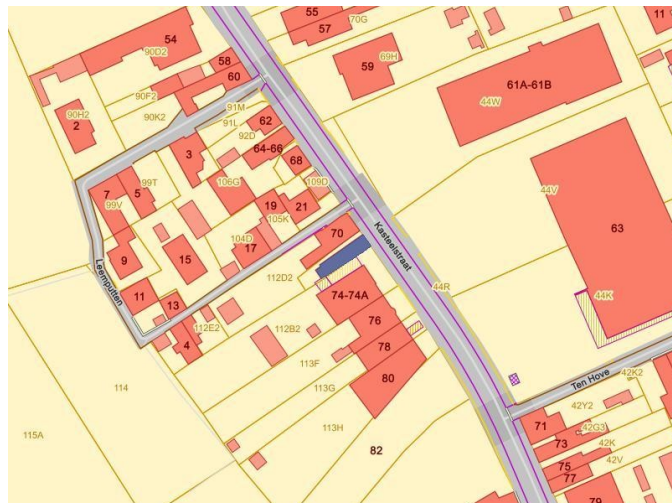 55
57
70G
11
54
90D2
58
60
59
69H
61A-61B
44W
90F2
90H2
2
90K2
91M
91L
62
92D
64-66
3
68
99T
7
5
99V
106G
109D
19
21
105K
44V
63
104D
17
70
Kasteelstraat
9
15
Leemputten
112D2
44R
11
13
74-74A
44K
112E2
76
4
112B2
78
113F
80
113G
Ten Hove
42K2
114
42Y2
71
42G3
113H
73
42K
115A
82
75
42V
77
79